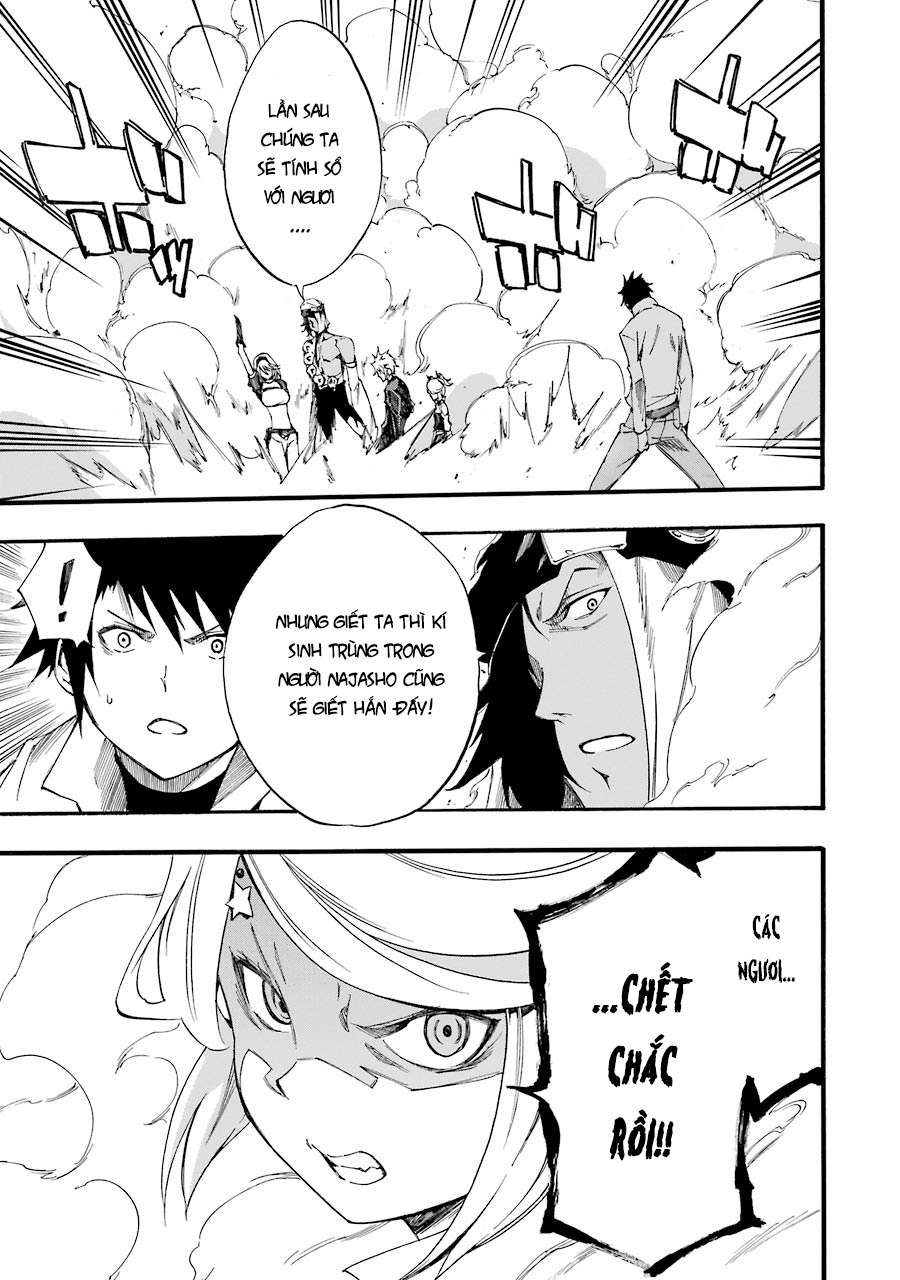 LẦN SAU
CHÚNG TA
SẼ TÍNH SỔ
VỚI NGƯƠI
....
!
NHƯNG GIẾT TA THÌ KÍ
SINH TRÙNG TRONG
NGƯỜI NAJASHO CŨNG
SẼ GIẾT HẮN ĐẤY!
CÁC
NGƯƠI...
...CHẾT
CHẮC
RỒI!!